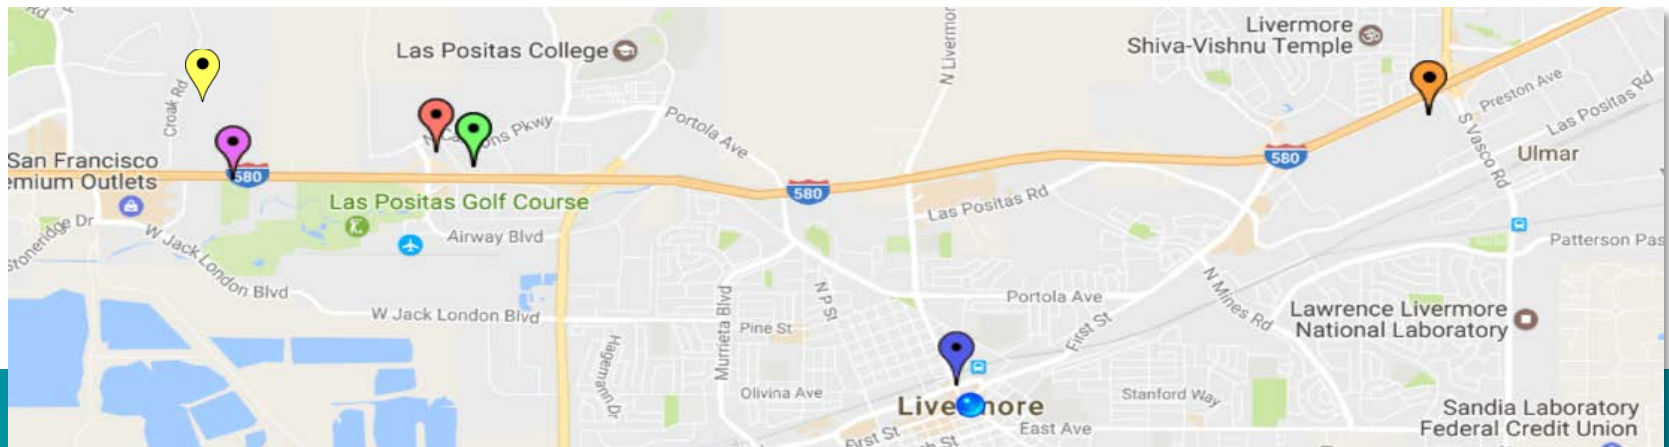 Rd
Las Positas College
Livermore
Shiva-Vishnu Temple
N Livermor
Croak Rd
Portola Ave
Preston Ave
Las Positas Rd
S Vasco Rd
Ulmar
San Francisco
emium Outlets
580
580
580
Las Positas Golf Course
Las Positas Rd
Stoneridge Dr
W Jack London Blvd
Airway Blvd
Patterson Pas
W Jack London Blvd
Murrieta Blvd
N P St
Pine St
Portola Ave
First St
N Mines Rd
Lawrence Livermore
National Laboratory
Hagemann Dr
Olivina Ave
Stanford Way
East Ave
Sandia Laboratory
Federal Credit Union